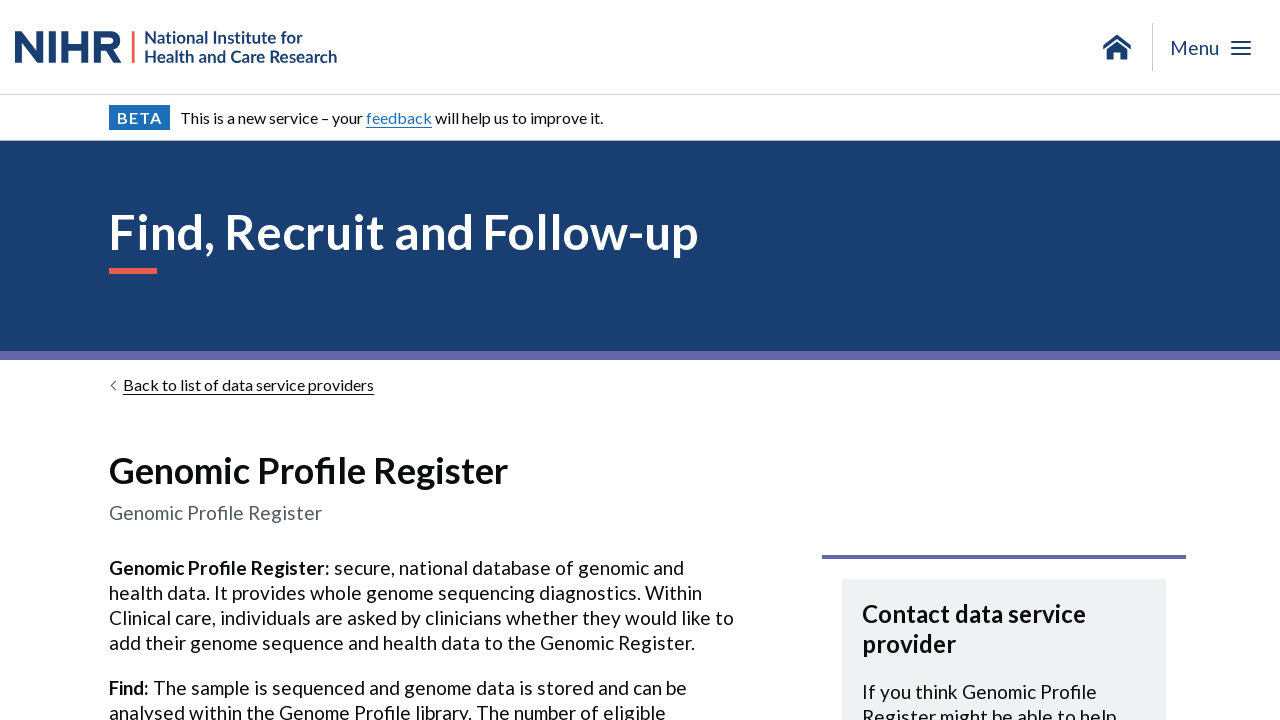 NIHR | National Institute for
Health and Care Research
Menu
BETA This is a new service – your feedback will help us to improve it.
Find, Recruit and Follow-up
Back to list of data service providers
Genomic Profile Register
Genomic Profile Register
Genomic Profile Register: secure, national database of genomic and
health data. It provides whole genome sequencing diagnostics. Within
Clinical care, individuals are asked by clinicians whether they would like to
add their genome sequence and health data to the Genomic Register.
Find: The sample is sequenced and genome data is stored and can be
analysed within the Genome Profile library. The number of eligible
Contact data service
provider
If you think Genomic Profile
Register might be able to help